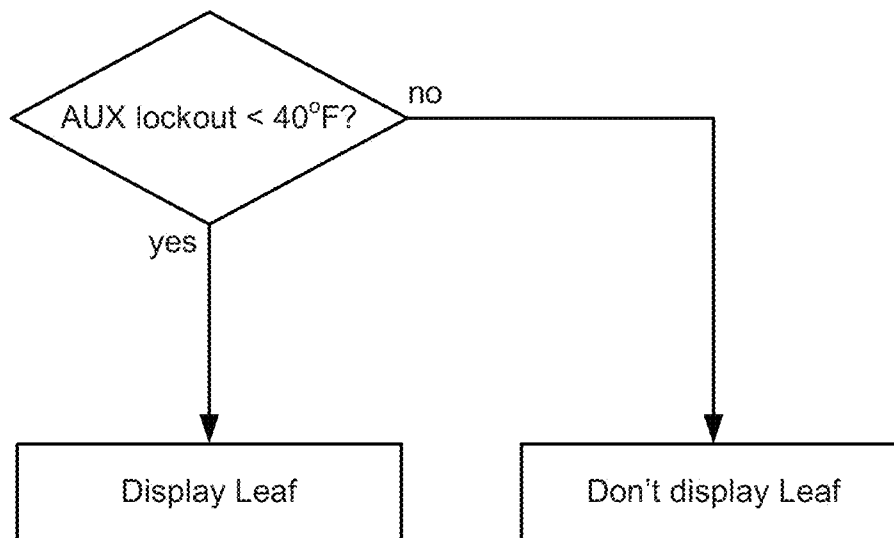 AUX lockout < 40°F?
no
yes
Display Leaf
Don't display Leaf